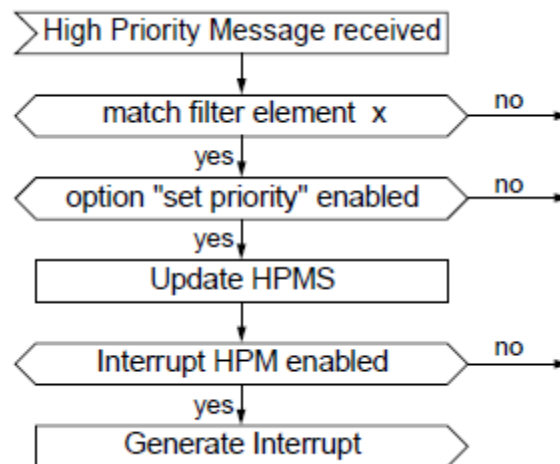 High Priority Message received
match filter element x
no
yes
option "set priority" enabled
no
yes
Update HPMS
Interrupt HPM enabled
no
yes
Generate Interrupt